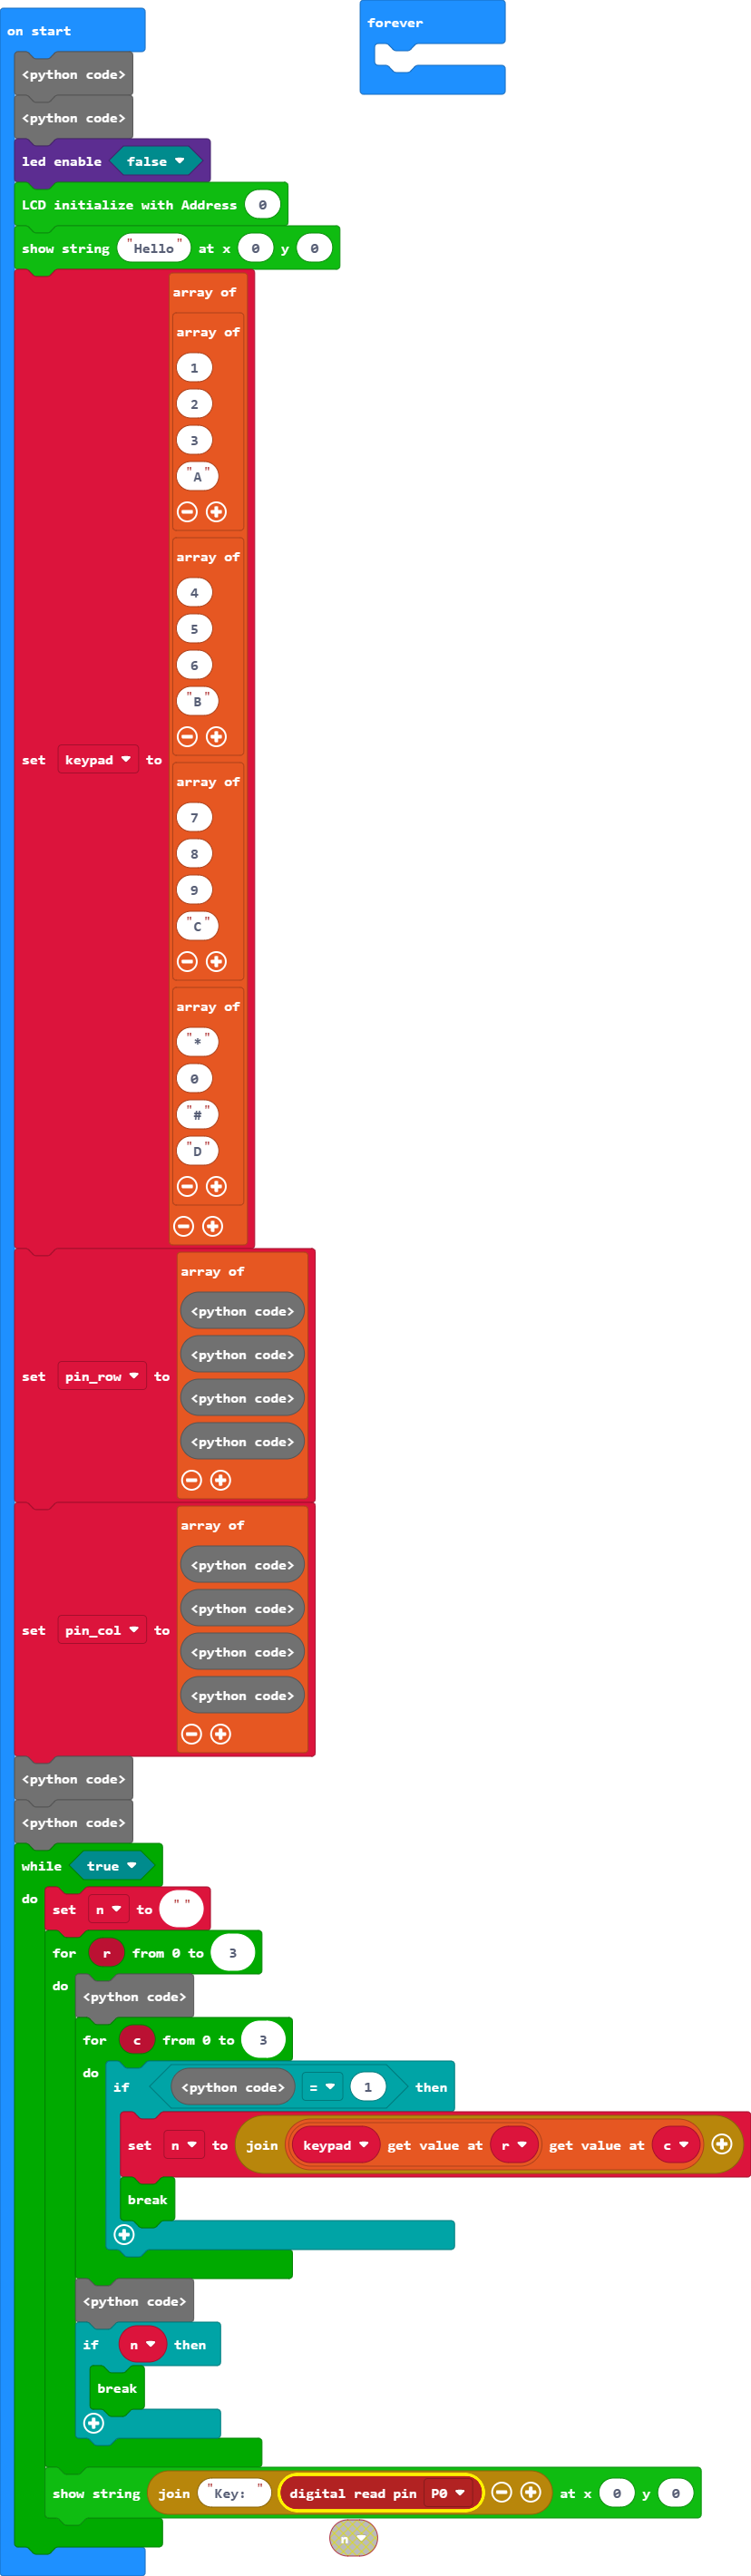 on start
forever
<python code>
<python code>
led enable false
LCD initialize with Address 0
show string "Hello" at x 0 y 0
array of
array of
1
2
3
"A"
array of
4
5
6
"B"
set keypad to
array of
7
8
9
"C"
array of
"*"
0
"#"
"D"
array of
<python code>
<python code>
set pin_row to
<python code>
<python code>
array of
<python code>
<python code>
set pin_col to
<python code>
<python code>
<python code>
<python code>
while true
do
set n to " "
for r from 0 to 3
do
<python code>
for c from 0 to 3
do
if <python code> = 1 then
set n to join keypad get value at r get value at c
break
<python code>
if n then
break
show string join "Key: " digital read pin P0 at x 0 y 0
n